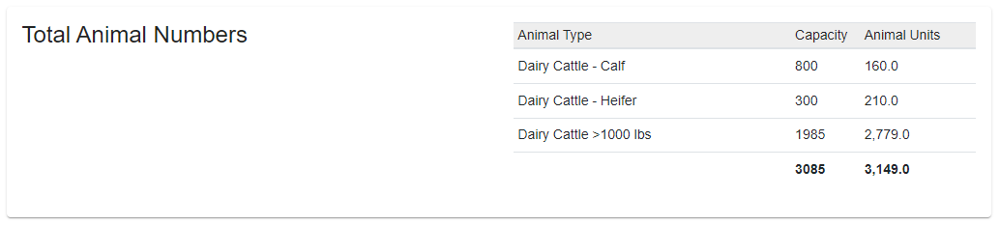 Total Animal Numbers
Animal Type Capacity Animal Units
Dairy Cattle - Calf 800 160.0
Dairy Cattle - Heifer 300 210.0
Dairy Cattle >1000 lbs 1985 2,779.0
3085 3,149.0